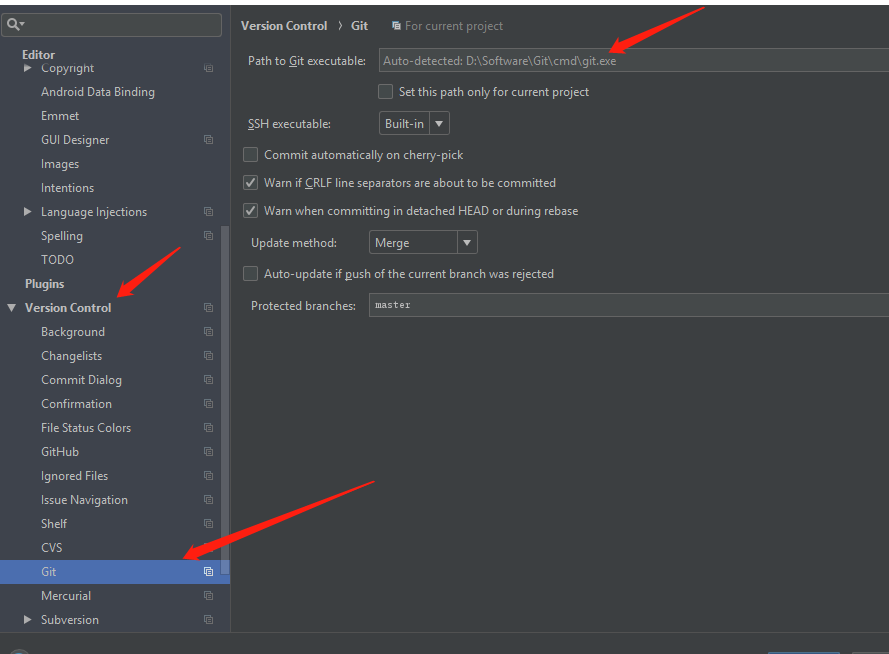 Editor
Copyright
Android Data Binding
Emmet
GUI Designer
Images
Intentions
Language Injections
Spelling
TODO
Plugins
Version Control
Background
Changelists
Commit Dialog
Confirmation
File Status Colors
GitHub
Ignored Files
Issue Navigation
Shelf
CVS
Git
Mercurial
Subversion
Version Control › Git For current project
Path to Git executable: Auto-detected: D:\Software\Git\cmd\git.exe
Set this path only for current project
SSH executable: Built-in
Commit automatically on cherry-pick
Warn if CRLF line separators are about to be committed
Warn when committing in detached HEAD or during rebase
Update method: Merge
Auto-update if push of the current branch was rejected
Protected branches: master